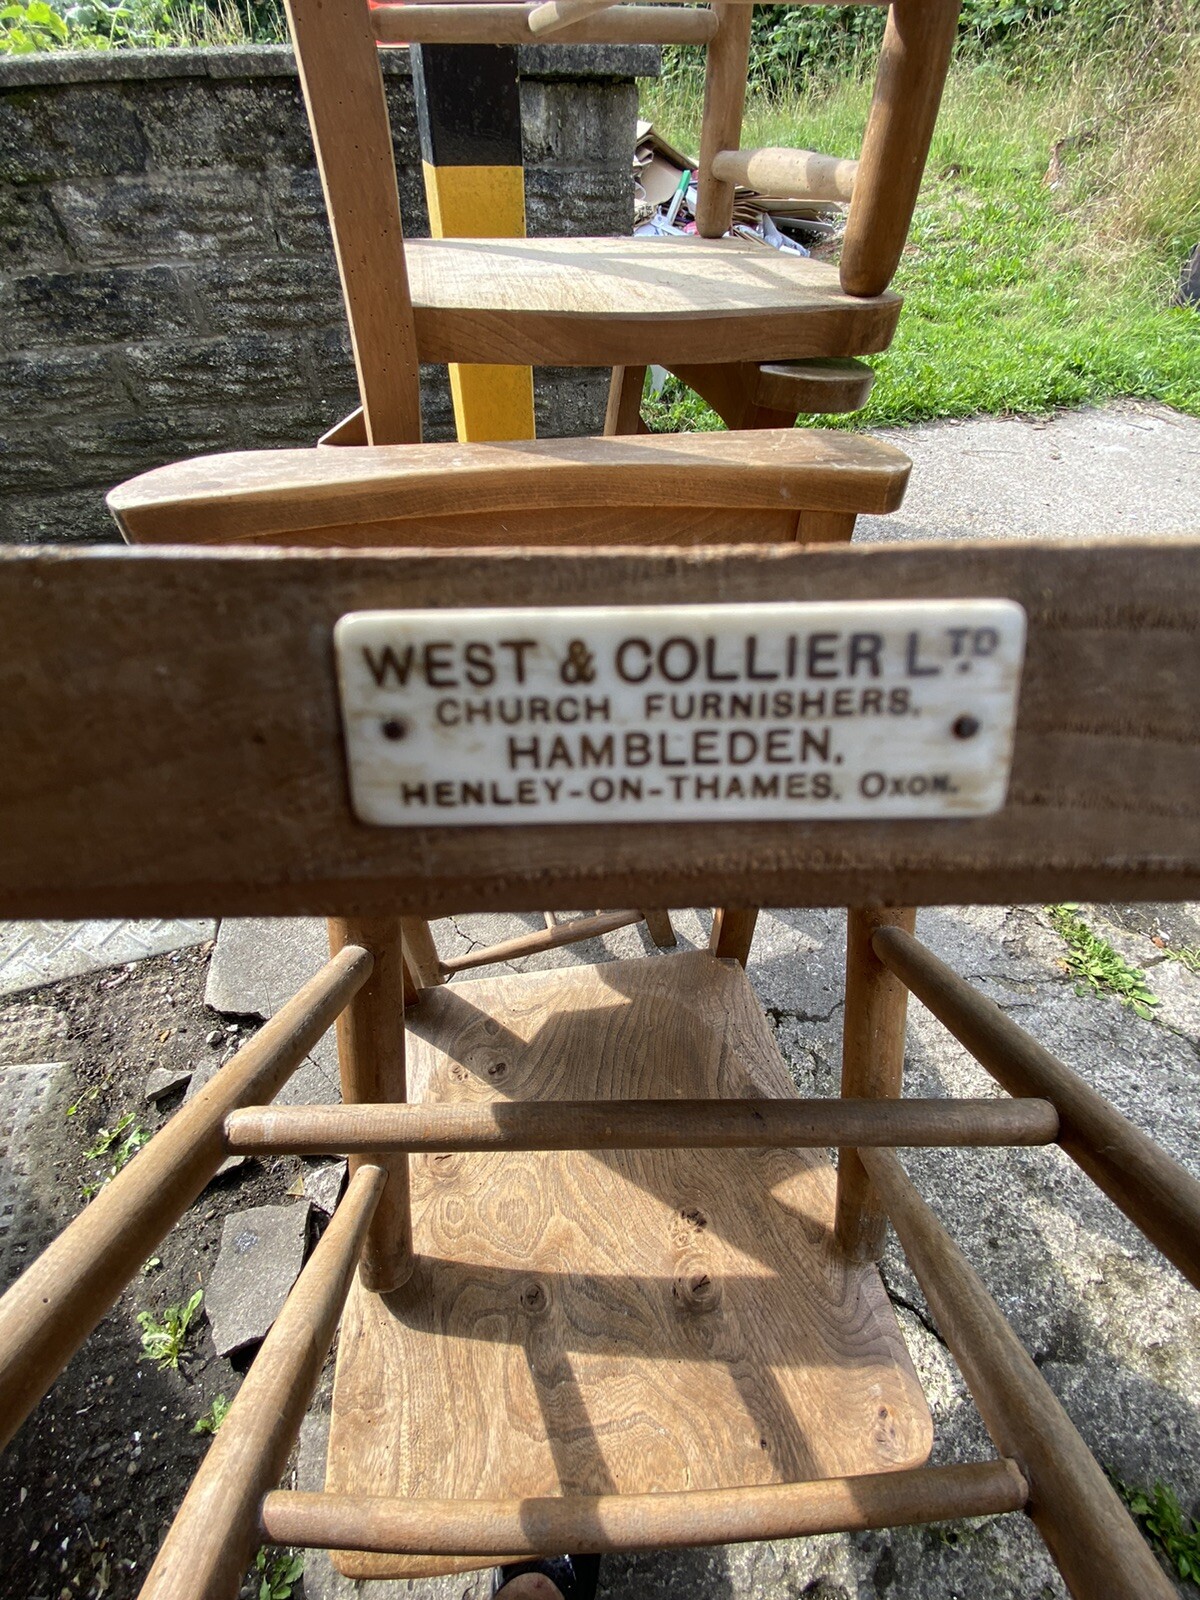 WEST & COLLIER LTD.
CHURCH FURNISHERS.
HAMBLEDEN.
HENLEY-ON-THAMES. OXON.